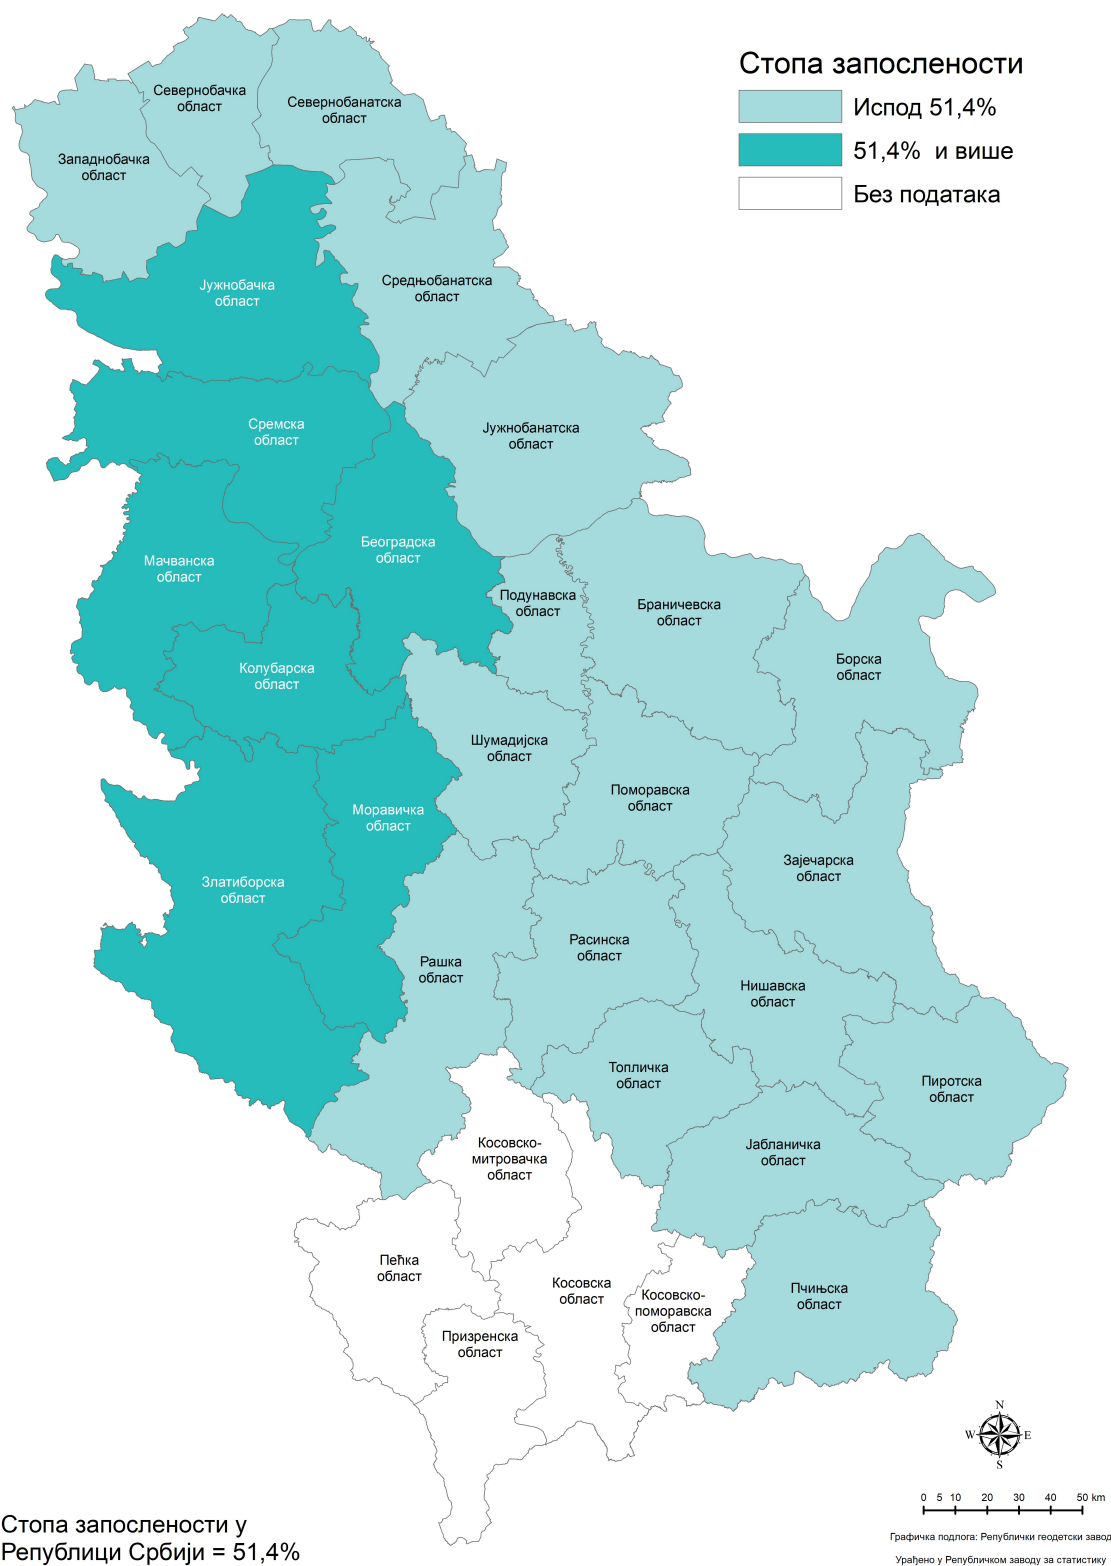 Стопа запослености
Испод 51,4%
51,4% и више
Без података
Севернобачка
област
Севернобанатска
област
Западнобачка
област
Јужнобачка
област
Средњобанатска
област
Сремска
област
Јужнобанатска
област
Београдска
област
Мачванска
област
Подунавска
област
Браничевска
област
Колубарска
област
Борска
област
Шумадијска
област
Поморавска
област
Моравичка
област
Зајечарска
област
Златиборска
област
Расинска
област
Рашка
област
Нишавска
област
Топличка
област
Пиротска
област
Јабланичка
област
Косовско-
митровачка
област
Пећка
област
Косовска
област
Косовско-
поморавска
област
Пчињска
област
Призренска
област
N
W E
S
0 5 10 20 30 40 50 km
Графичка подлога: Републички геодетски завод
Урађено у Републичком заводу за статистику
Стопа запослености у
Републици Србији = 51,4%